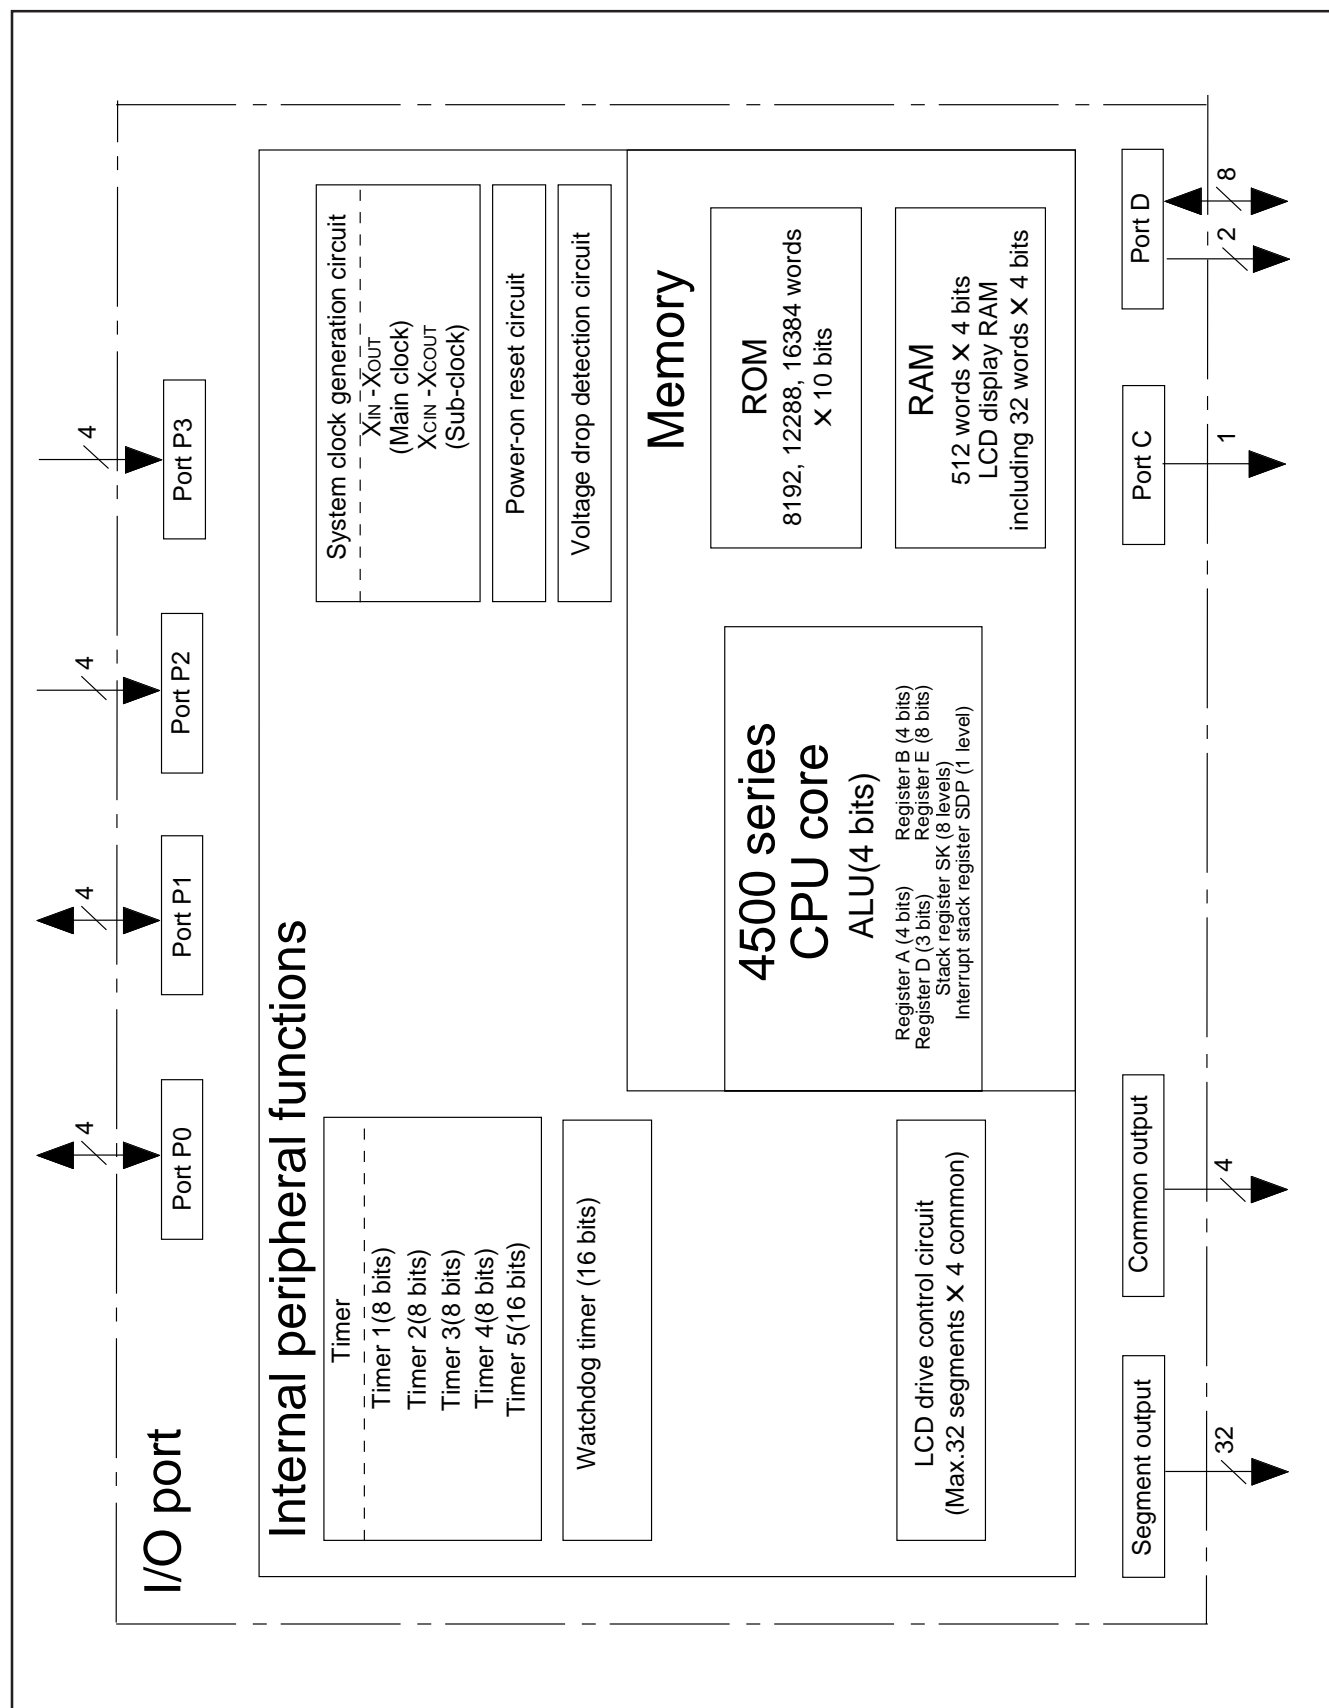 4
4
4
4
Port P0
Port P1
Port P2
Port P3
I/O port
Internal peripheral functions
Timer
Timer 1(8 bits)
Timer 2(8 bits)
Timer 3(8 bits)
Timer 4(8 bits)
Timer 5(16 bits)
Watchdog timer (16 bits)
LCD drive control circuit
(Max.32 segments X 4 common)
System clock generation circuit
XIN -XOUT
(Main clock)
XCIN -XCOUT
(Sub-clock)
Power-on reset circuit
Voltage drop detection circuit
4500 series
CPU core
ALU(4 bits)
Register A (4 bits) Register B (4 bits)
Register D (3 bits) Register E (8 bits)
Stack register SK (8 levels)
Interrupt stack register SDP (1 level)
Memory
ROM
8192, 12288, 16384 words
X 10 bits
RAM
512 words X 4 bits
LCD display RAM
including 32 words X 4 bits
Segment output
Common output
Port C
Port D
32
4
1
2
8